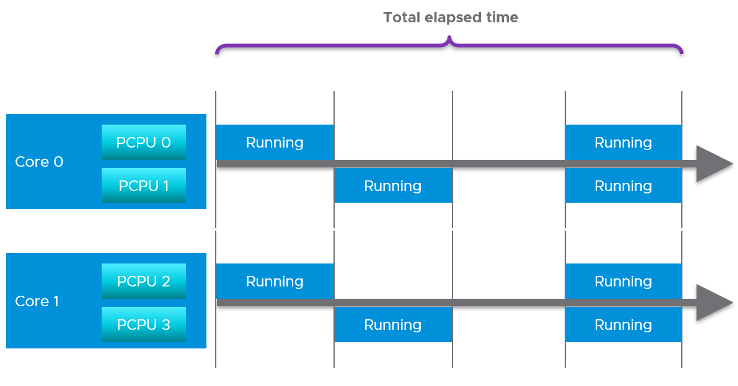 Total elapsed time
Core 0
PCPU 0
Running
Running
PCPU 1
Running
Running
Core 1
PCPU 2
Running
Running
PCPU 3
Running
Running